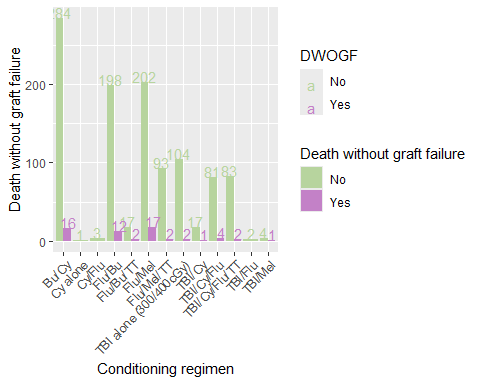 284
200
100
0
16
1
3
198
12
17
2
202
17
93
2
104
2
17
1
81
4
83
2
2
4
1
Bu/Cy
Cy alone
Cy/Flu
Flu/Bu
Flu/Bu/TT
Flu/Mel
Flu/Mel/TT
TBI alone (300/400cGy)
TBI/Cy
TBI/Cy/Flu
TBI/Cy/Flu/TT
TBI/Flu
TBI/Mel
Conditioning regimen
Death without graft failure
DWOGF
a No
a Yes
Death without graft failure
No
Yes